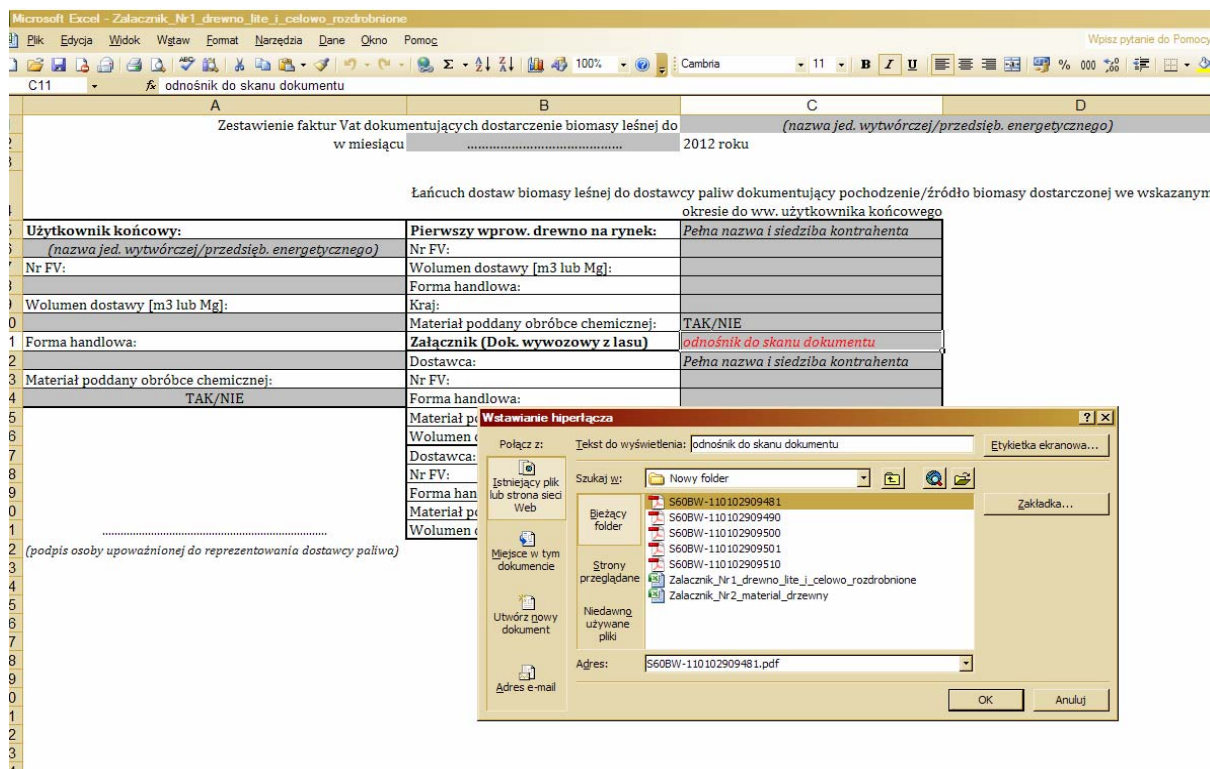 Microsoft Excel - Zalacznik_Nr1_drewno_lite_i_celowo_rozdrobnione
Plik Edycja Widok Wstaw Format Narzędzia Dane Okno Pomoc Wpisz pytanie do Pomocy
100% Cambria 11 B I U % 000
C11 fx odnośnik do skanu dokumentu
A B C D
Zestawienie faktur Vat dokumentujących dostarczenie biomasy leśnej do (nazwa jed. wytwórczej/przedsięb. energetycznego)
w miesiącu .......................................... 2012 roku
Łańcuch dostaw biomasy leśnej do dostawcy paliw dokumentujący pochodzenie/źródło biomasy dostarczonej we wskazanym
okresie do ww. użytkownika końcowego
Użytkownik końcowy: Pierwszy wprow. drewno na rynek: Pełna nazwa i siedziba kontrahenta
(nazwa jed. wytwórczej/przedsięb. energetycznego) Nr FV:
Nr FV: Wolumen dostawy [m3 lub Mg]:
Forma handlowa:
Wolumen dostawy [m3 lub Mg]: Kraj:
Materiał poddany obróbce chemicznej: TAK/NIE
Forma handlowa: Załącznik (Dok. wywozowy z lasu) odnośnik do skanu dokumentu
Dostawca: Pełna nazwa i siedziba kontrahenta
Materiał poddany obróbce chemicznej: Nr FV:
TAK/NIE Forma handlowa:
Materiał p
Wolumen
Dostawca:
Nr FV:
Forma han
Materiał p
.............................................................. Wolumen
(podpis osoby upoważnionej do reprezentowania dostawcy paliwa)
Wstawianie hiperłącza
Połącz z: Tekst do wyświetlenia: odnośnik do skanu dokumentu Etykietka ekranowa...
Istniejący plik lub strona sieci Web
Szukaj w: Nowy folder
Zakładka...
Bieżący folder
S60BW-110102909481
S60BW-110102909490
S60BW-110102909500
S60BW-110102909501
S60BW-110102909510
Zalacznik_Nr1_drewno_lite_i_celowo_rozdrobnione
Zalacznik_Nr2_material_drzewny
Miejsce w tym dokumencie
Strony przeglądane
Utwórz nowy dokument
Niedawno używane pliki
Adres e-mail
Adres: S60BW-110102909481.pdf
OK Anuluj